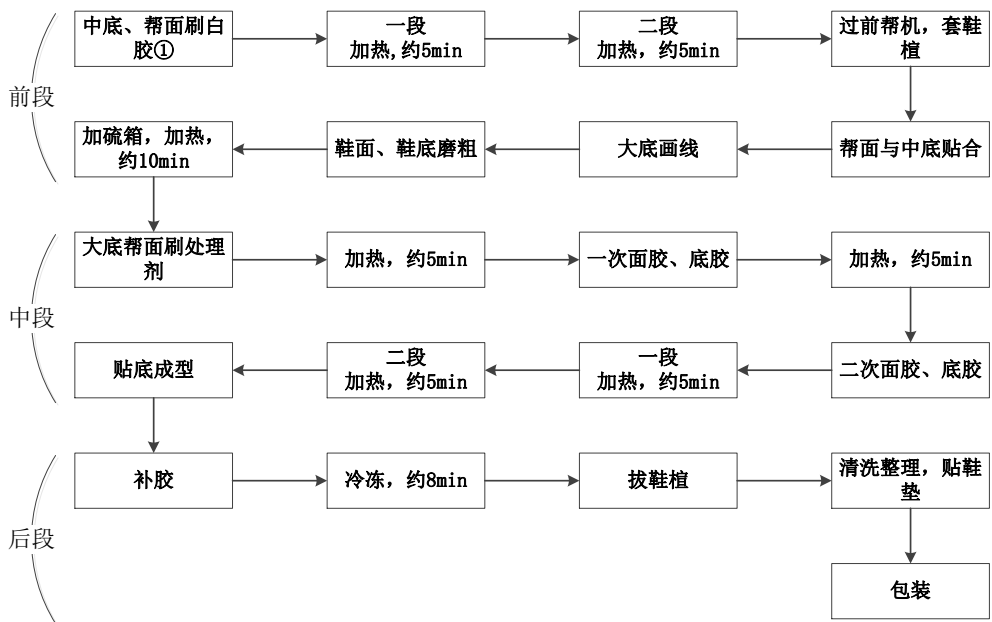 前段
中底、帮面刷白
胶①
一段
加热,约5min
二段
加热，约5min
过前帮机，套鞋
楦
帮面与中底贴合
大底画线
鞋面、鞋底磨粗
加硫箱，加热，
约10min
中段
大底帮面刷处理
剂
加热，约5min
一次面胶、底胶
加热，约5min
二次面胶、底胶
一段
加热，约5min
二段
加热，约5min
贴底成型
后段
补胶
冷冻，约8min
拔鞋楦
清洗整理，贴鞋
垫
包装